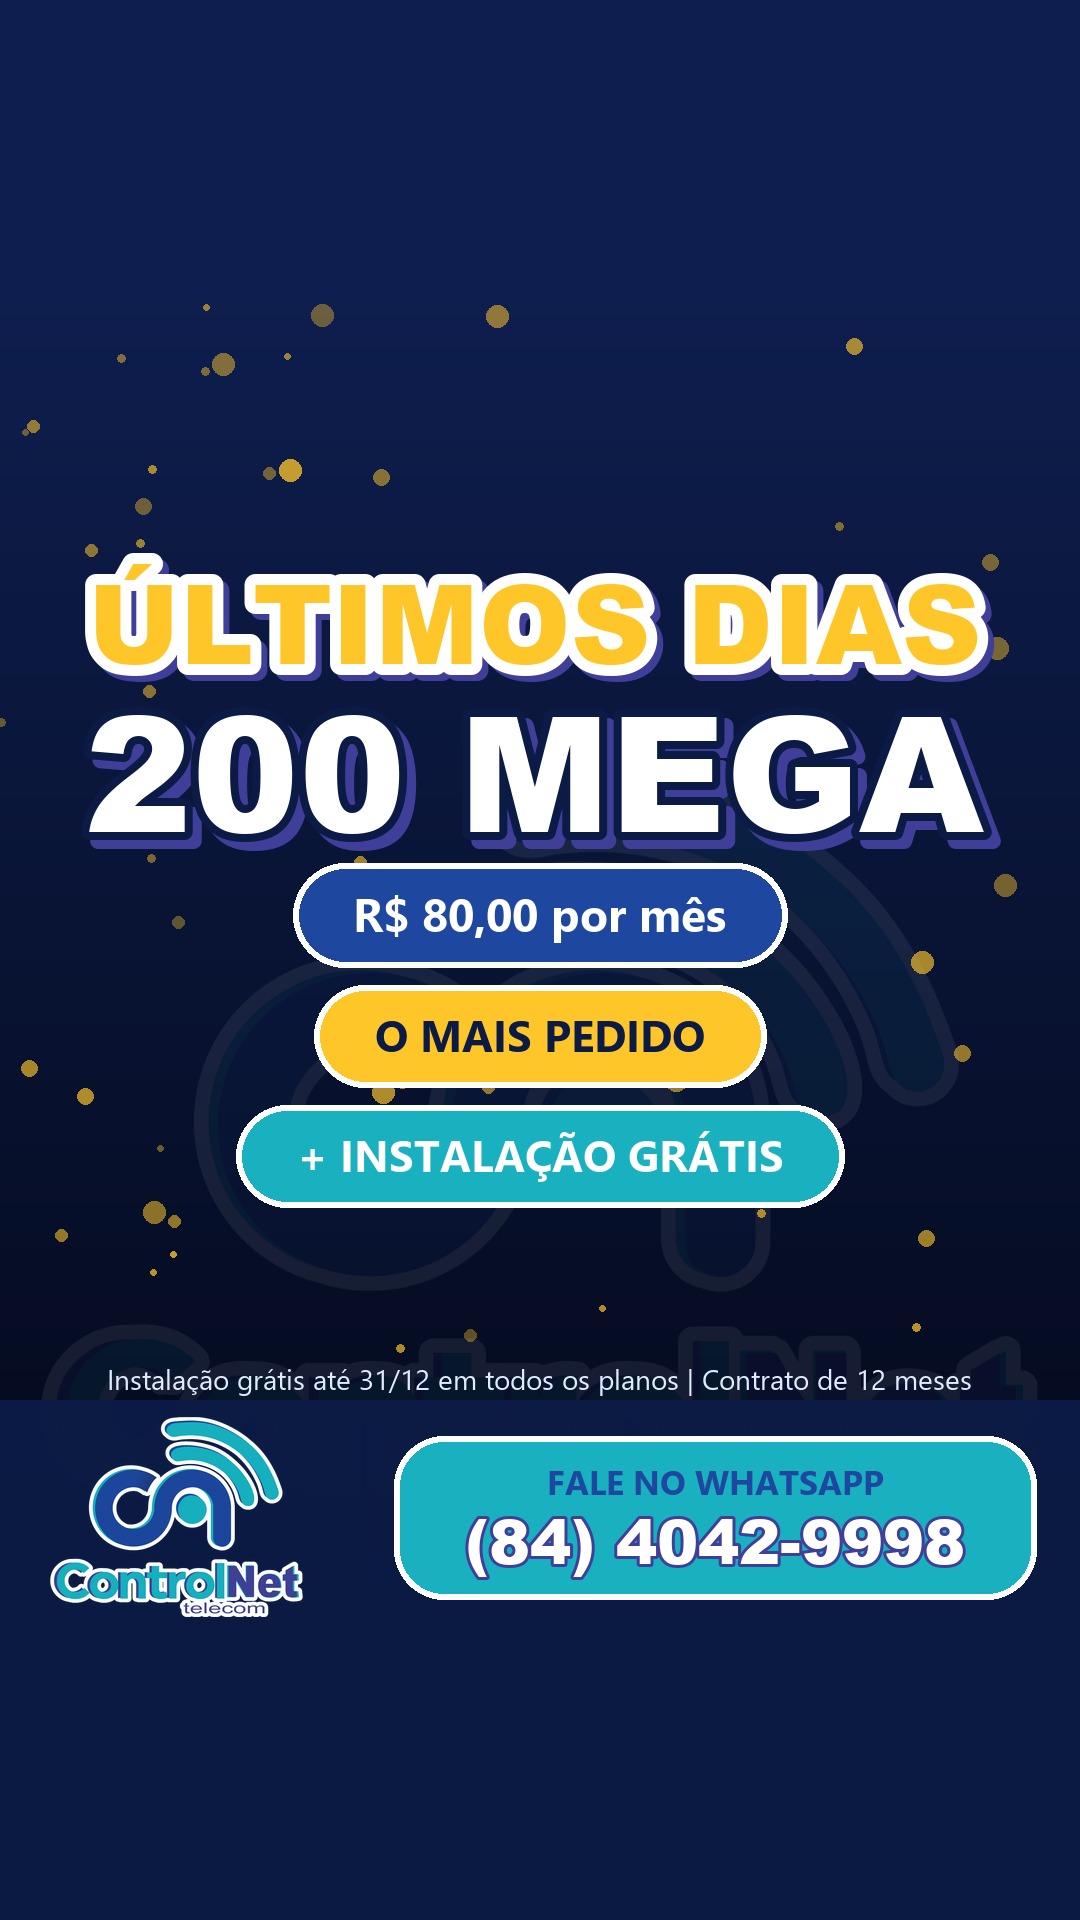 ÚLTIMOS DIAS
200 MEGA
R$ 80,00 por mês
O MAIS PEDIDO
+ INSTALAÇÃO GRÁTIS
Instalação grátis até 31/12 em todos os planos | Contrato de 12 meses
FALE NO WHATSAPP
(84) 4042-9998
ControlNet
telecom